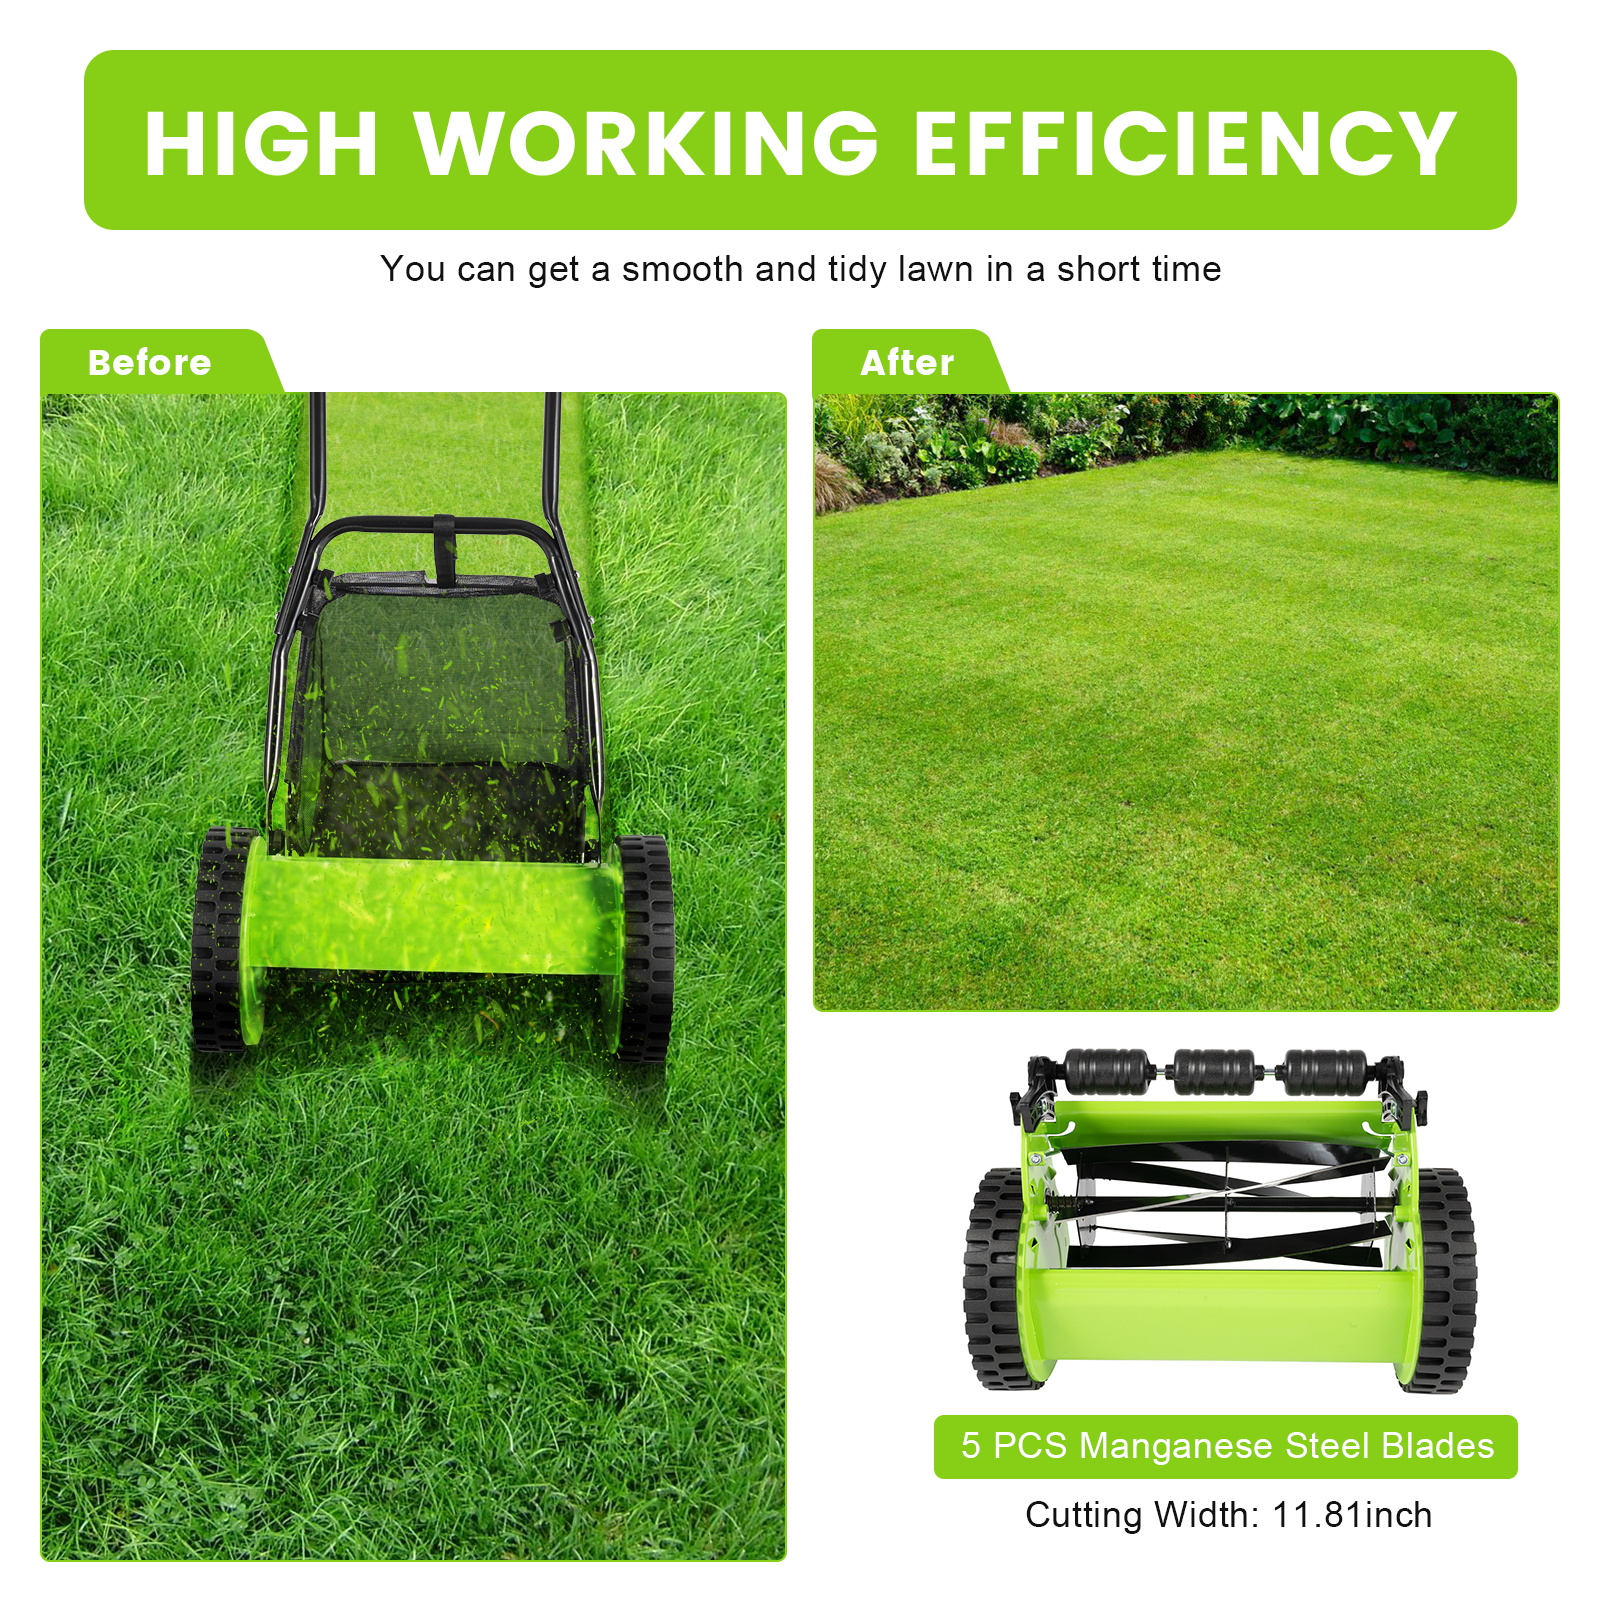 HIGH WORKING EFFICIENCY
You can get a smooth and tidy lawn in a short time
Before
After
5 PCS Manganese Steel Blades
Cutting Width: 11.81inch